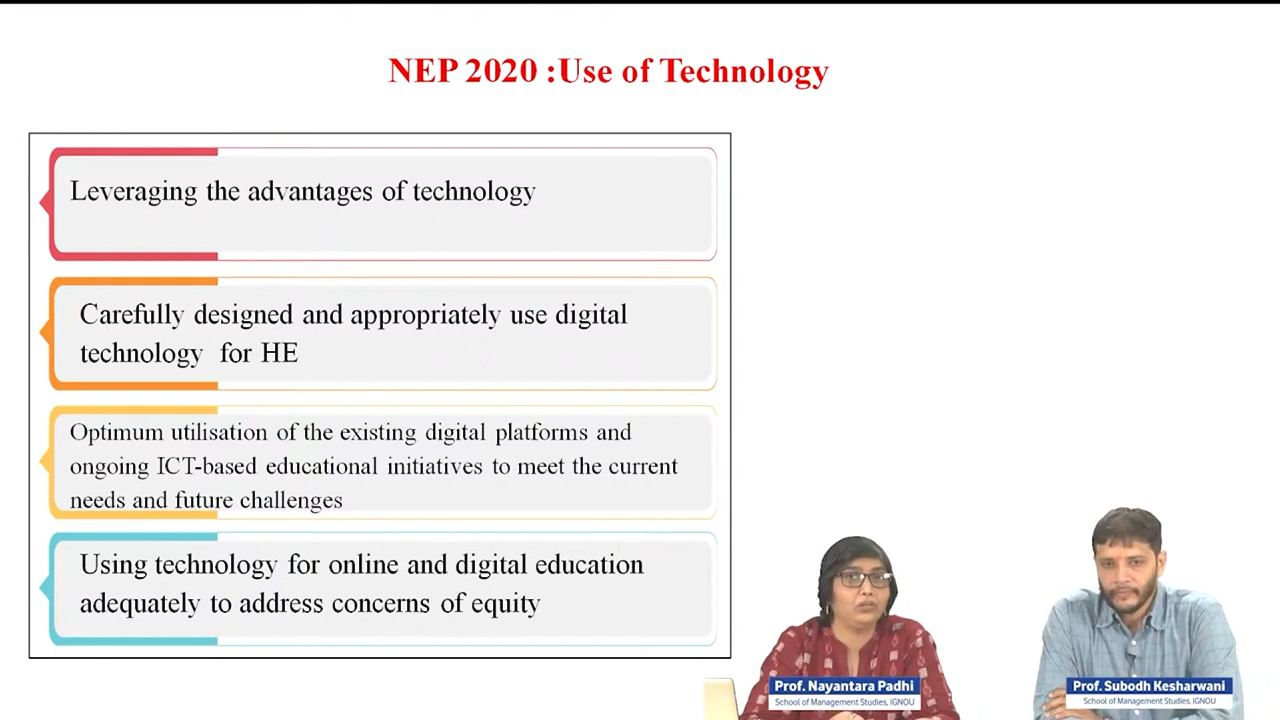 NEP 2020 :Use of Technology
Leveraging the advantages of technology
Carefully designed and appropriately use digital
technology for HE
Optimum utilisation of the existing digital platforms and
ongoing ICT-based educational initiatives to meet the current
needs and future challenges
Using technology for online and digital education
adequately to address concerns of equity
Prof. Nayantara Padhi
School of Management Studies, IGNOU
Prof. Subodh Kesharwani
School of Management Studies, IGNOU